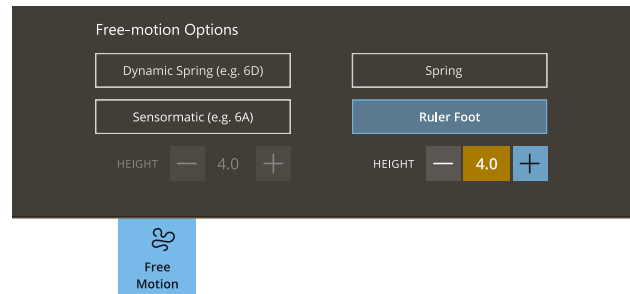 Free-motion Options
Dynamic Spring (e.g. 6D)
Spring
Sensormatic (e.g. 6A)
Ruler Foot
HEIGHT — 4.0 +
HEIGHT — 4.0 +
Free
Motion